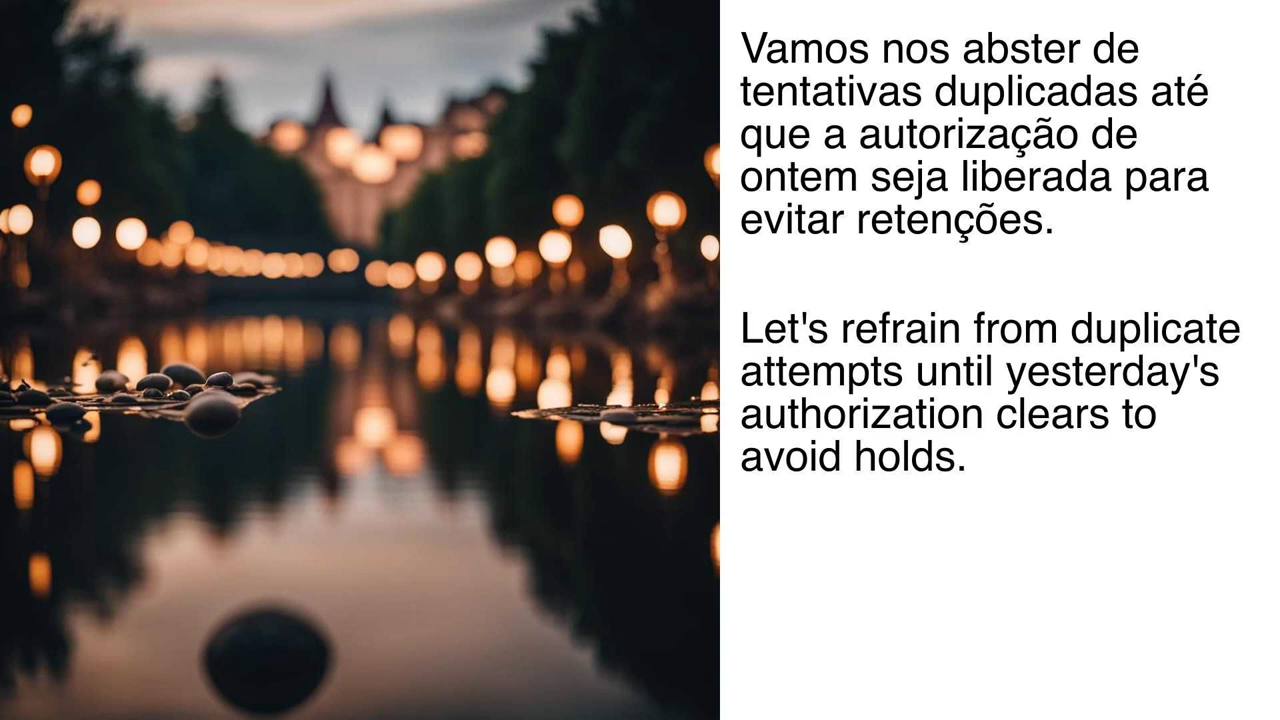 Vamos nos abster de
tentativas duplicadas até
que a autorização de
ontem seja liberada para
evitar retenções.
Let's refrain from duplicate
attempts until yesterday's
authorization clears to
avoid holds.